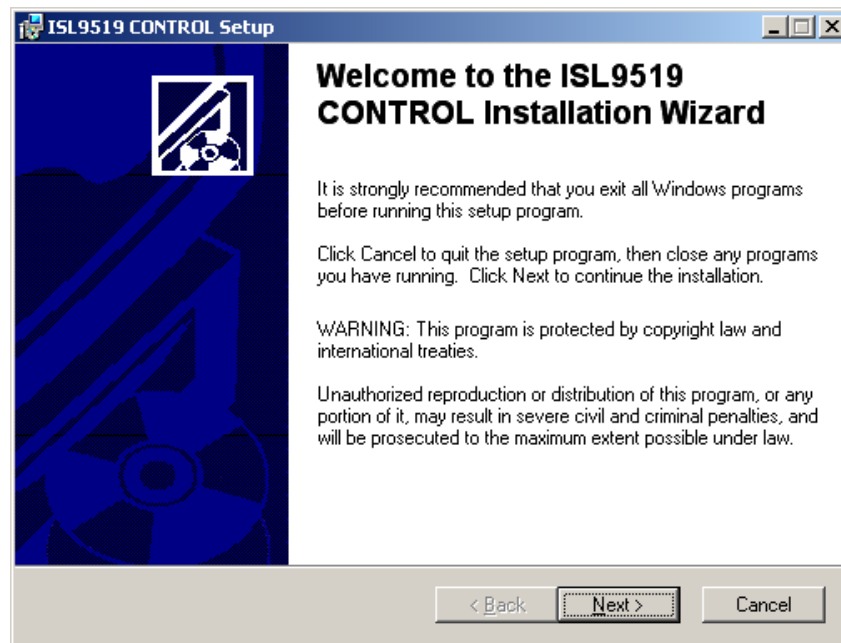 ISL9519 CONTROL Setup
Welcome to the ISL9519
CONTROL Installation Wizard
It is strongly recommended that you exit all Windows programs
before running this setup program.
Click Cancel to quit the setup program, then close any programs
you have running.  Click Next to continue the installation.
WARNING: This program is protected by copyright law and
international treaties.
Unauthorized reproduction or distribution of this program, or any
portion of it, may result in severe civil and criminal penalties, and
will be prosecuted to the maximum extent possible under law.
< Back  Next >  Cancel